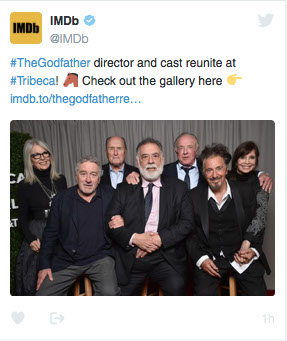 IMDb
IMDb
@IMDb
#TheGodfather director and cast reunite at
#Tribeca! 🐴 Check out the gallery here 👉
imdb.to/thegodfatherre…
1h